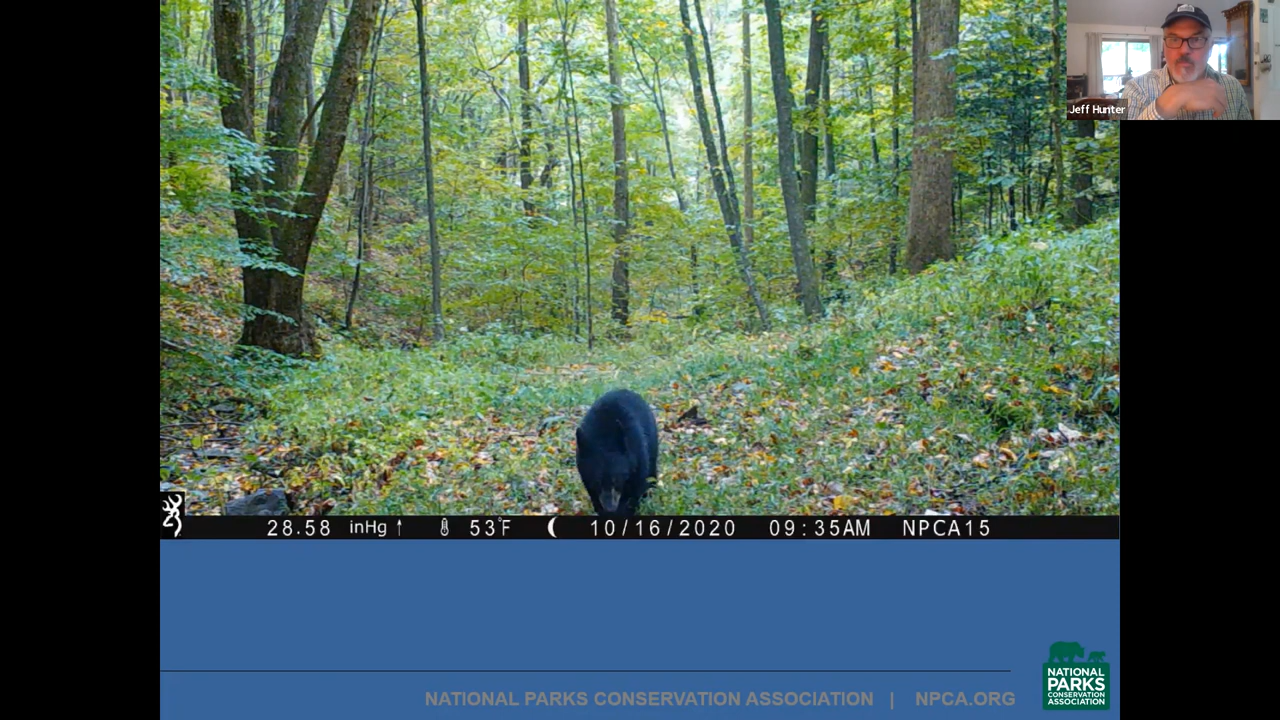 Jeff Hunter
28.58 inHg 53°F 10/16/2020 09:35AM NPCA15
NATIONAL PARKS CONSERVATION ASSOCIATION | NPCA.ORG
NATIONAL
PARKS
CONSERVATION
ASSOCIATION